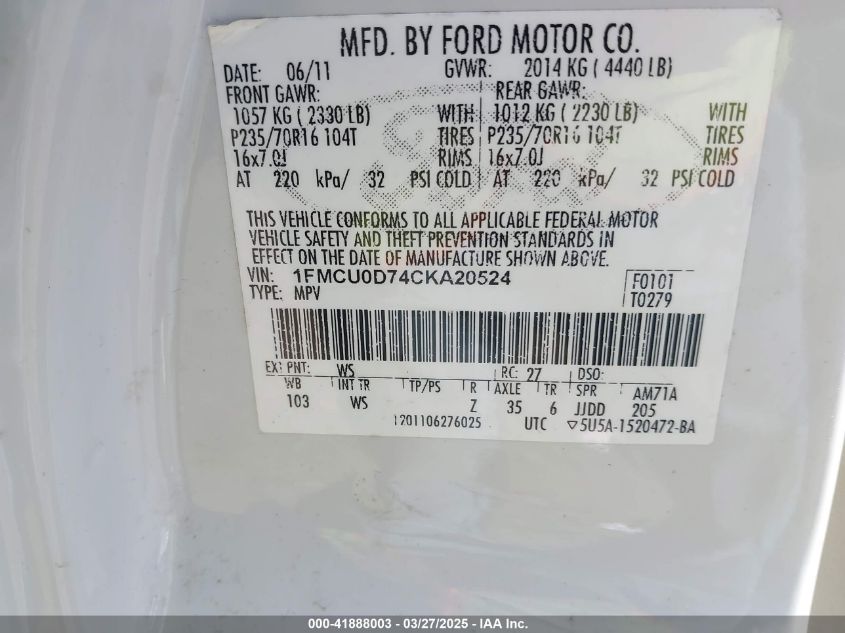 MFD. BY FORD MOTOR CO.
DATE: 06/11 GVWR: 2014 KG ( 4440 LB)
FRONT GAWR: REAR GAWR:
1057 KG ( 2330 LB) WITH 1012 KG ( 2230 LB) WITH
P235/70R16 104T TIRES P235/70R16 104T TIRES
16x7.0J RIMS 16x7.0J RIMS
AT 220 kPa/ 32 PSI COLD AT 220 kPa/ 32 PSI COLD
THIS VEHICLE CONFORMS TO ALL APPLICABLE FEDERAL MOTOR
VEHICLE SAFETY AND THEFT PREVENTION STANDARDS IN
EFFECT ON THE DATE OF MANUFACTURE SHOWN ABOVE.
VIN: 1FMCU0D74CKA20524 F0101
TYPE: MPV T0279
EXT PNT: WS RC: 27 DSO:
WB INT TR TP/PS R AXLE TR SPR AM71A
103 WS Z 35 6 JJDD 205
1201106276025 UTC ▽5U5A-1520472-BA
000-41888003 - 03/27/2025 - IAA Inc.